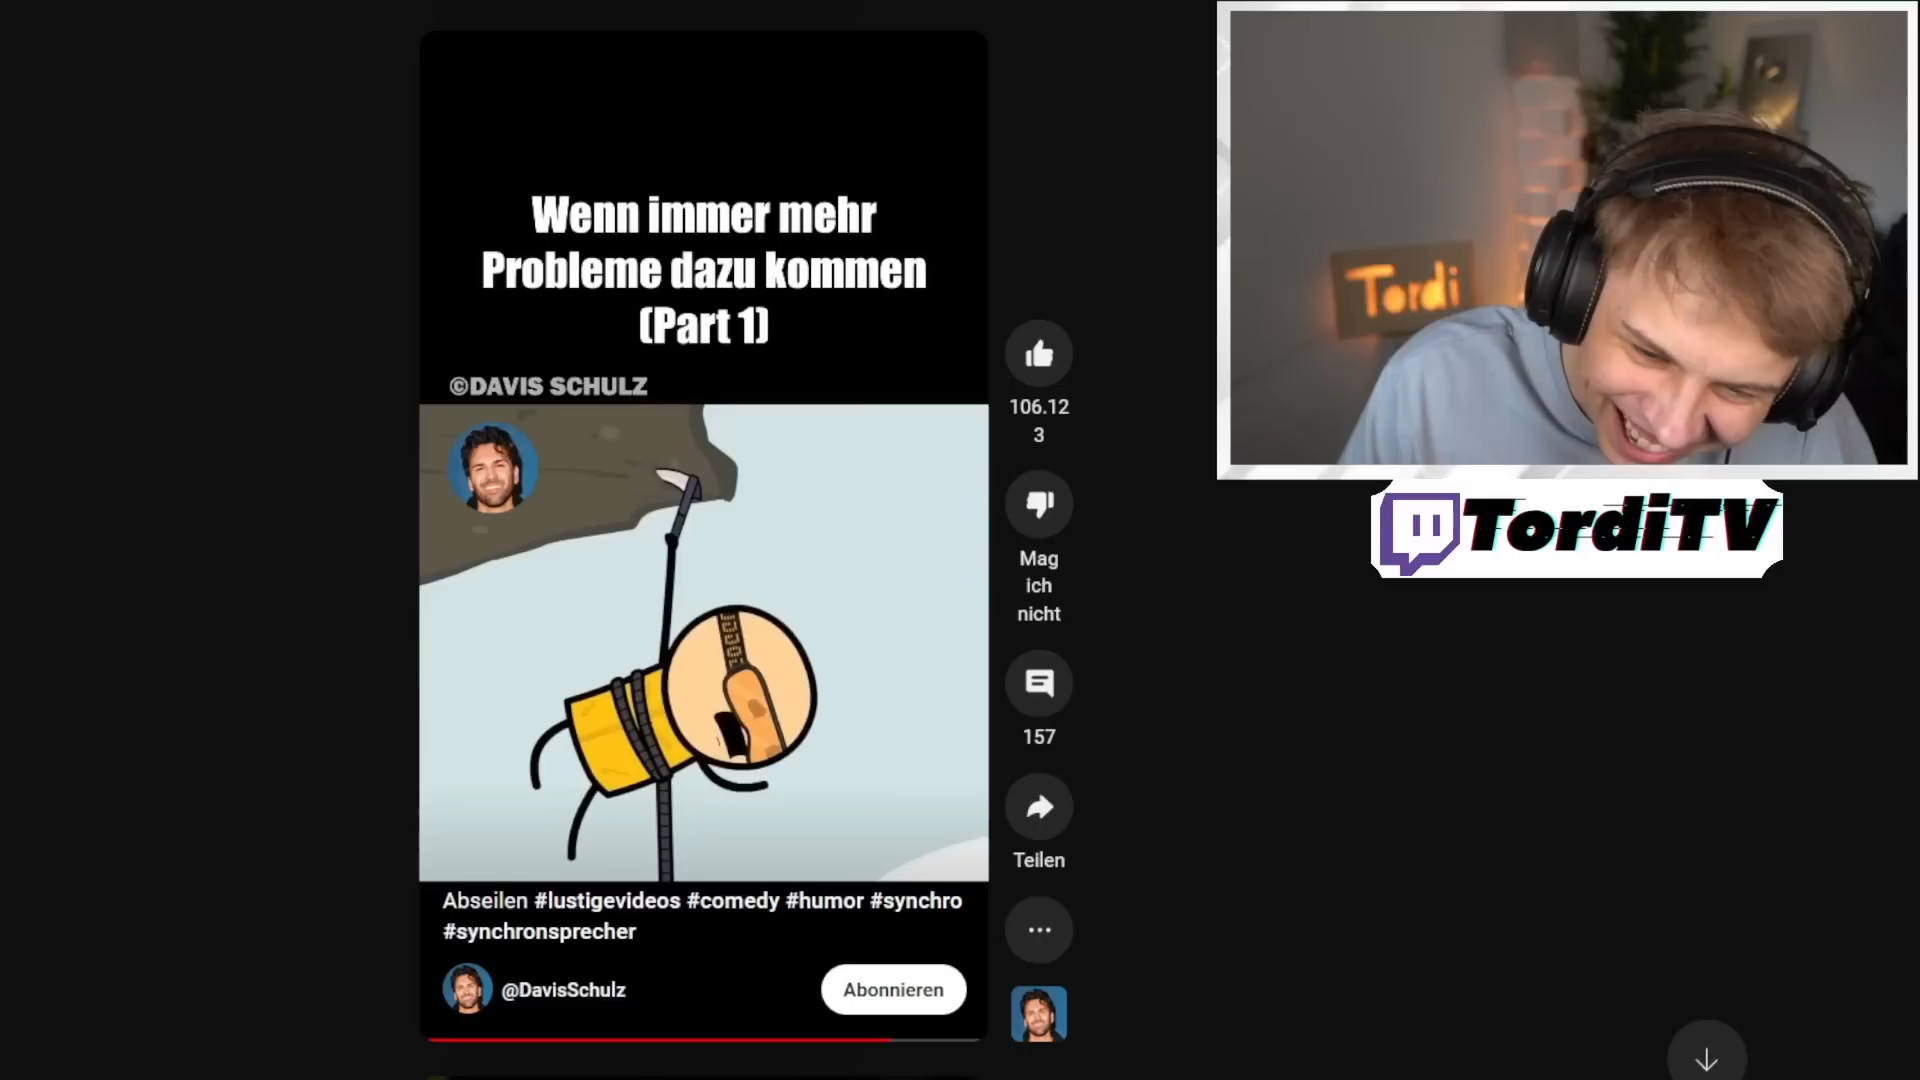 Wenn immer mehr
Probleme dazu kommen
(Part 1)
©DAVIS SCHULZ
106.12
3
Mag
ich
nicht
157
Teilen
Abseilen #lustigevideos #comedy #humor #synchro
#synchronsprecher
@DavisSchulz
Abonnieren
Tordi
TordiTV